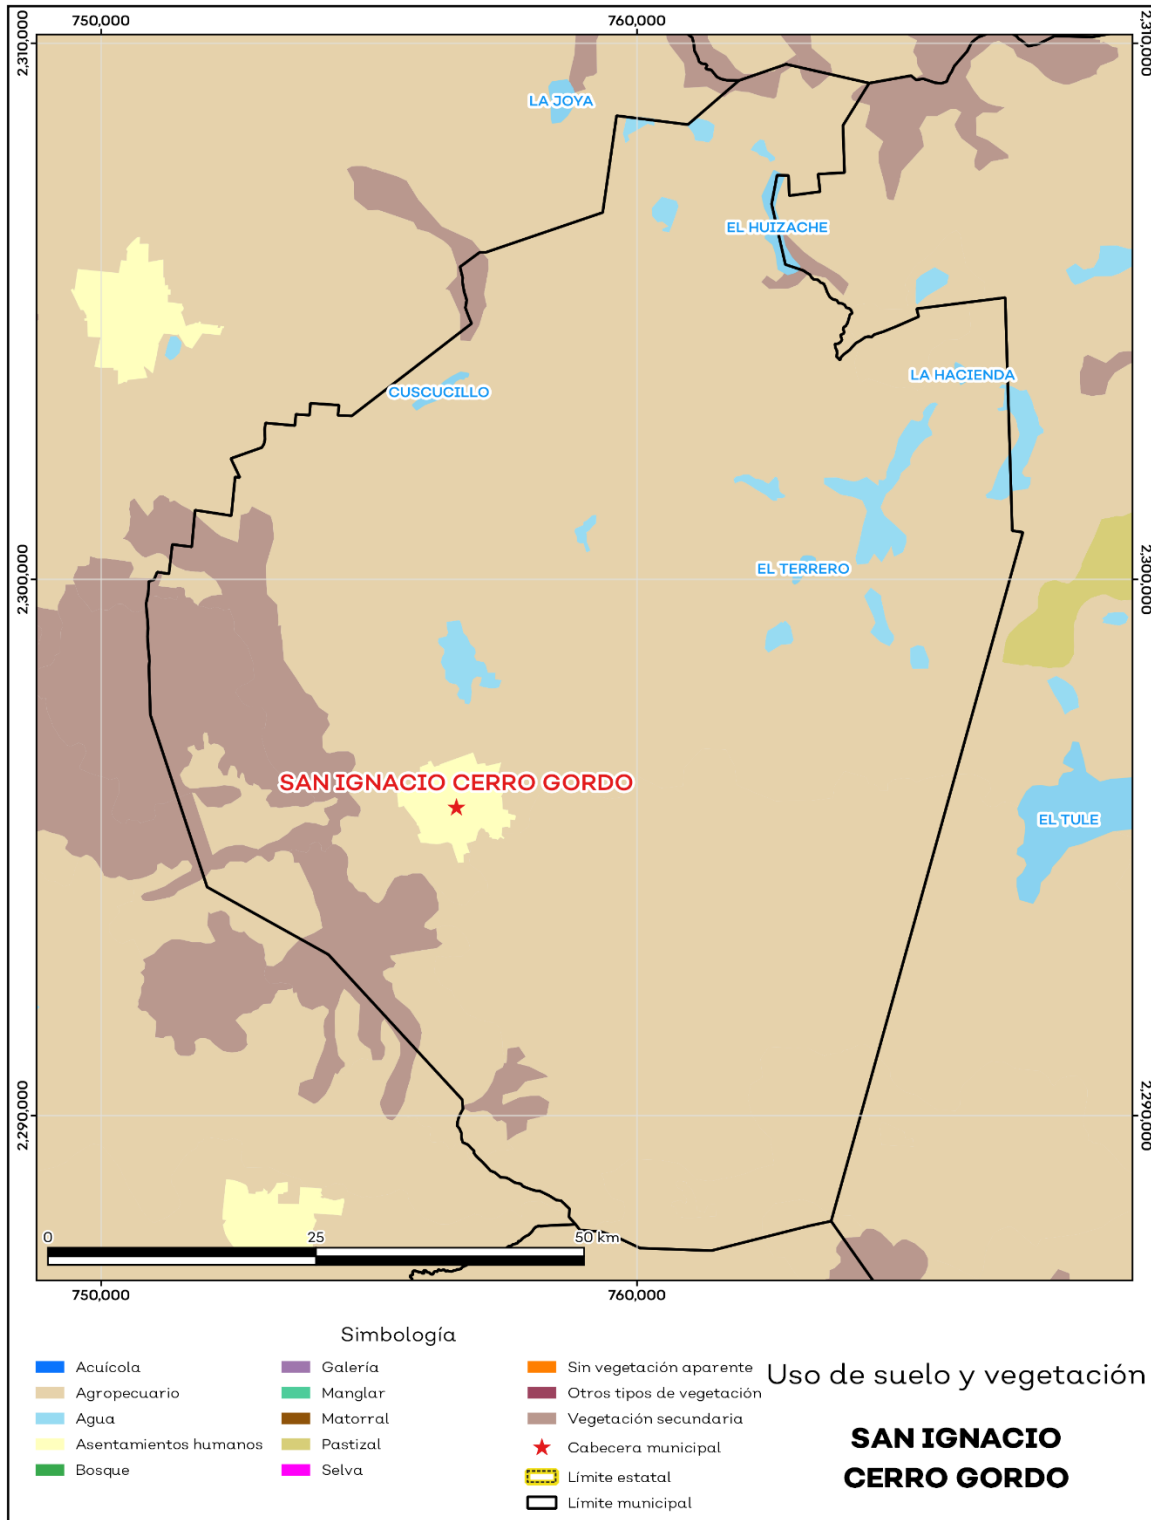 750,000
760,000
2,310,000
2,310,000
LA JOYA
EL HUIZACHE
CUSCUCILLO
LA HACIENDA
2,300,000
2,300,000
EL TERRERO
SAN IGNACIO CERRO GORDO
EL TULE
2,290,000
2,290,000
0
25
50 km
750,000
760,000
Simbología
Acuícola
Agropecuario
Agua
Asentamientos humanos
Bosque
Galería
Manglar
Matorral
Pastizal
Selva
Sin vegetación aparente
Otros tipos de vegetación
Vegetación secundaria
Cabecera municipal
Límite estatal
Límite municipal
Uso de suelo y vegetación
SAN IGNACIO
CERRO GORDO